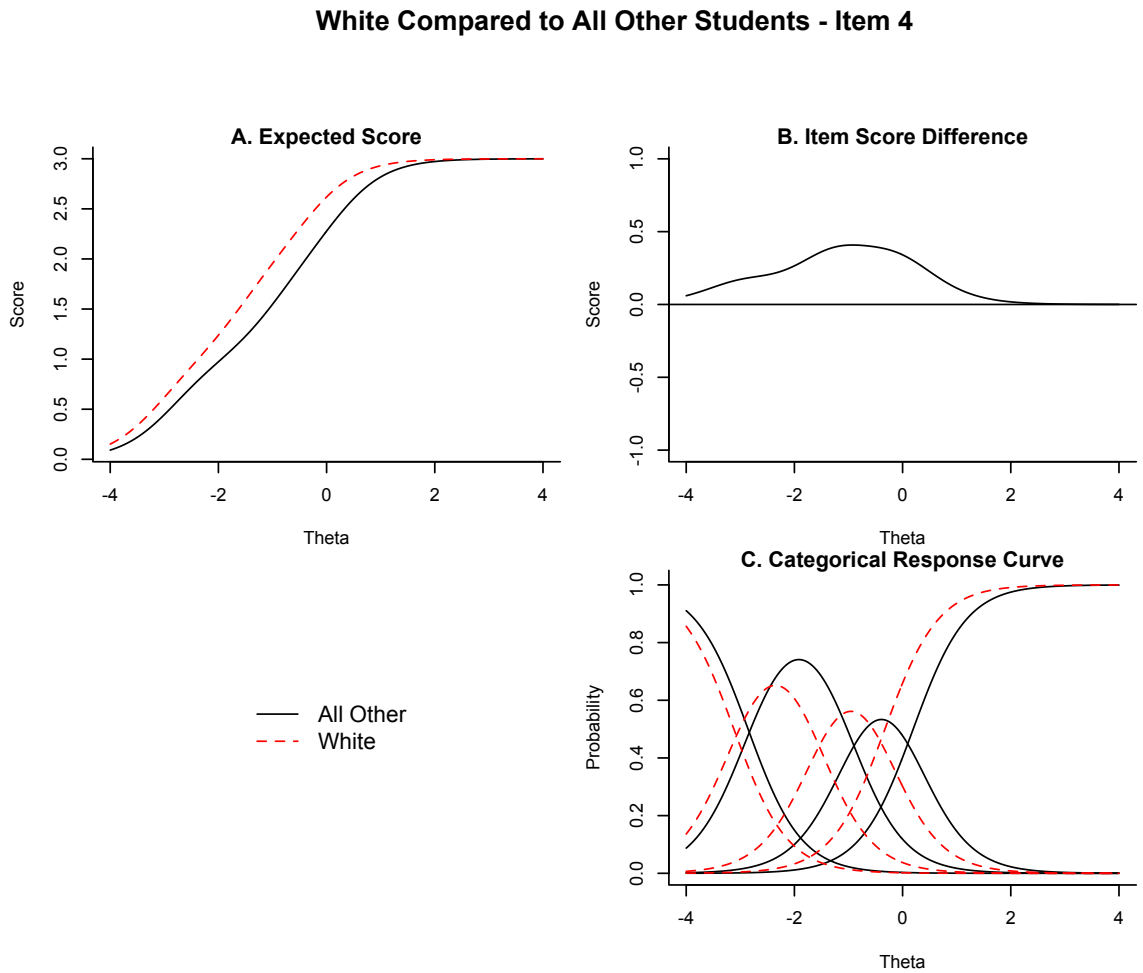 White Compared to All Other Students - Item 4
A. Expected Score
3.0
2.5
2.0
1.5
1.0
0.5
0.0
Score
-4 -2 0 2 4
Theta
B. Item Score Difference
1.0
0.5
0.0
-0.5
-1.0
Score
-4 -2 0 2 4
Theta
All Other
White
C. Categorical Response Curve
1.0
0.8
0.6
0.4
0.2
0.0
Probability
-4 -2 0 2 4
Theta